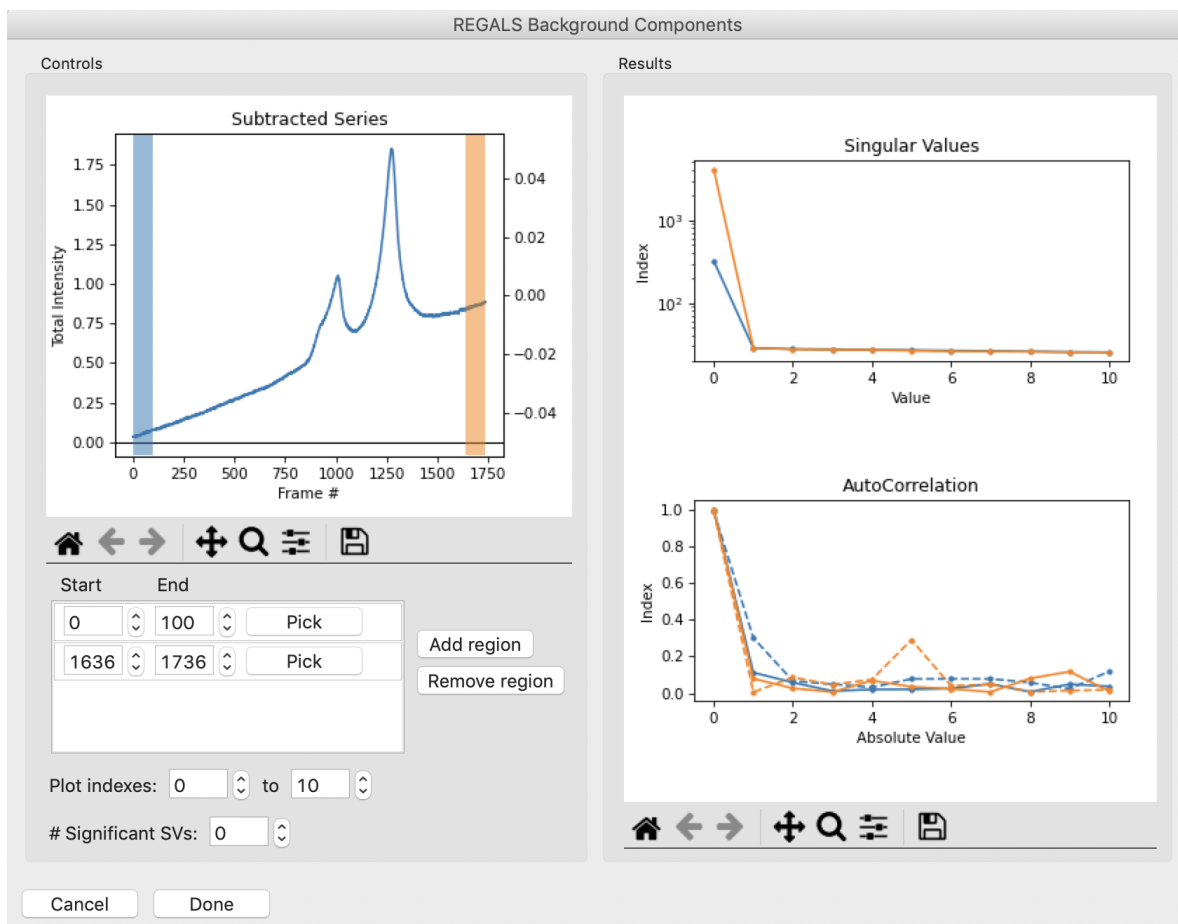 REGALS Background Components
Controls
Subtracted Series
1.75
1.50
1.25
1.00
0.75
0.50
0.25
0.00
Total Intensity
0.04
0.02
0.00
−0.02
−0.04
0 250 500 750 1000 1250 1500 1750
Frame #
Start End
0 100 Pick
1636 1736 Pick
Add region
Remove region
Plot indexes: 0 to 10
# Significant SVs: 0
Cancel Done
Results
Singular Values
10³
10²
Index
0 2 4 6 8 10
Value
AutoCorrelation
1.0
0.8
0.6
0.4
0.2
0.0
Index
0 2 4 6 8 10
Absolute Value